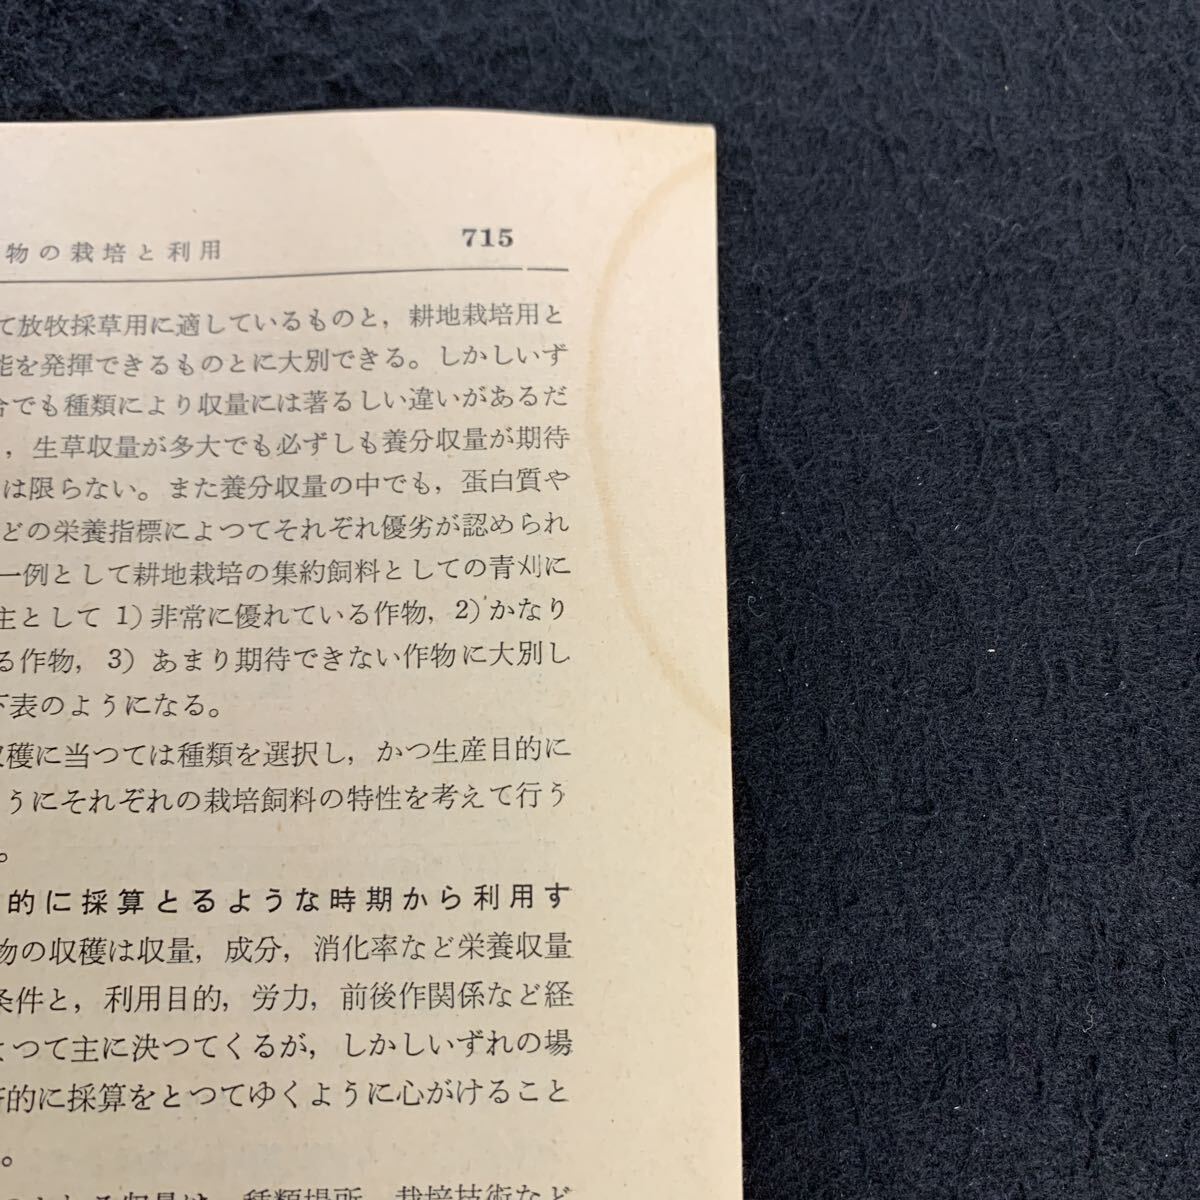 物の栽培と利用 715
て放牧採草用に適しているものと，耕地栽培用と
能を発揮できるものとに大別できる。しかしいず
合でも種類により収量には著るしい違いがあるだ
，生草収量が多大でも必ずしも養分収量が期待
は限らない。また養分収量の中でも，蛋白質や
どの栄養指標によつてそれぞれ優劣が認められ
一例として耕地栽培の集約飼料としての青刈に
主として 1) 非常に優れている作物，2) かなり
る作物，3) あまり期待できない作物に大別し
下表のようになる。
収穫に当つては種類を選択し，かつ生産目的に
うにそれぞれの栽培飼料の特性を考えて行う
。
的に採算とるような時期から利用す
物の収穫は収量，成分，消化率など栄養収量
条件と，利用目的，労力，前後作関係など経
よつて主に決つてくるが，しかしいずれの場
済的に採算をとつてゆくように心がけること
。
収量は，種類場所，栽培技術など